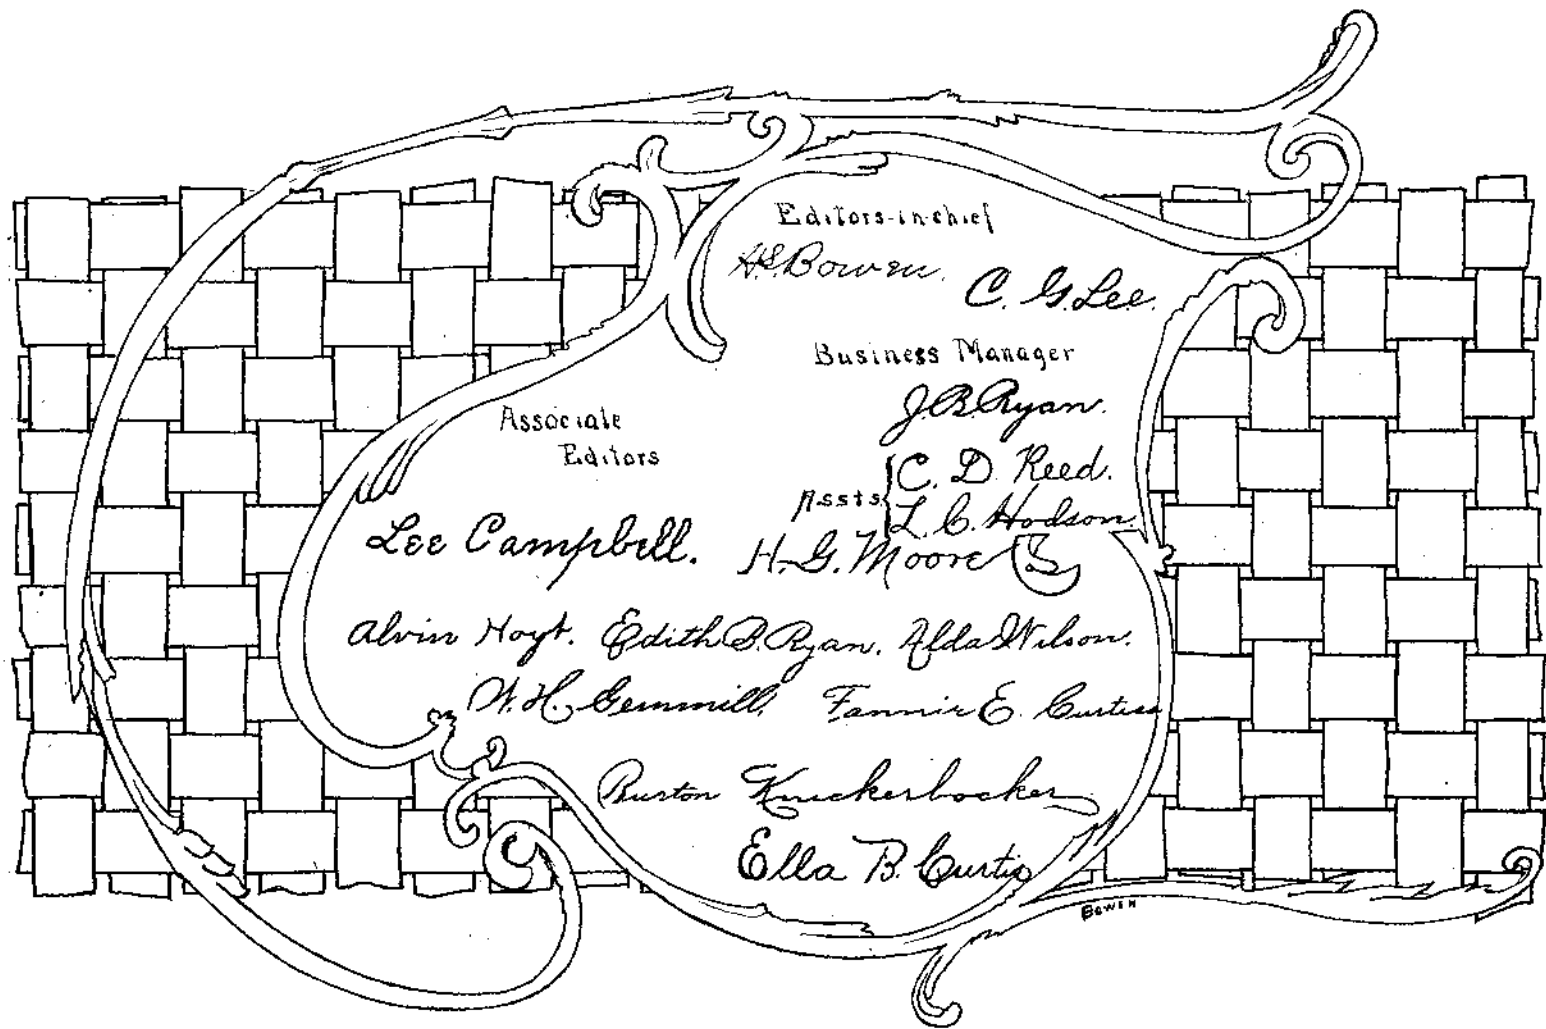 Editors-in-chief
H.S. Bowen.
C. G. Lee.
Business Manager
J. B. Ryan.
Associate
Editors
Assts
C. D. Reed.
L. C. Hodson.
Lee Campbell. H. G. Moore
Alvin Hoyt. Edith B. Ryan. Alda Wilson.
W. H. Gemmill. Fannie E. Curtiss
Burton Knickerbocker
Ella B. Curtis
BOWEN